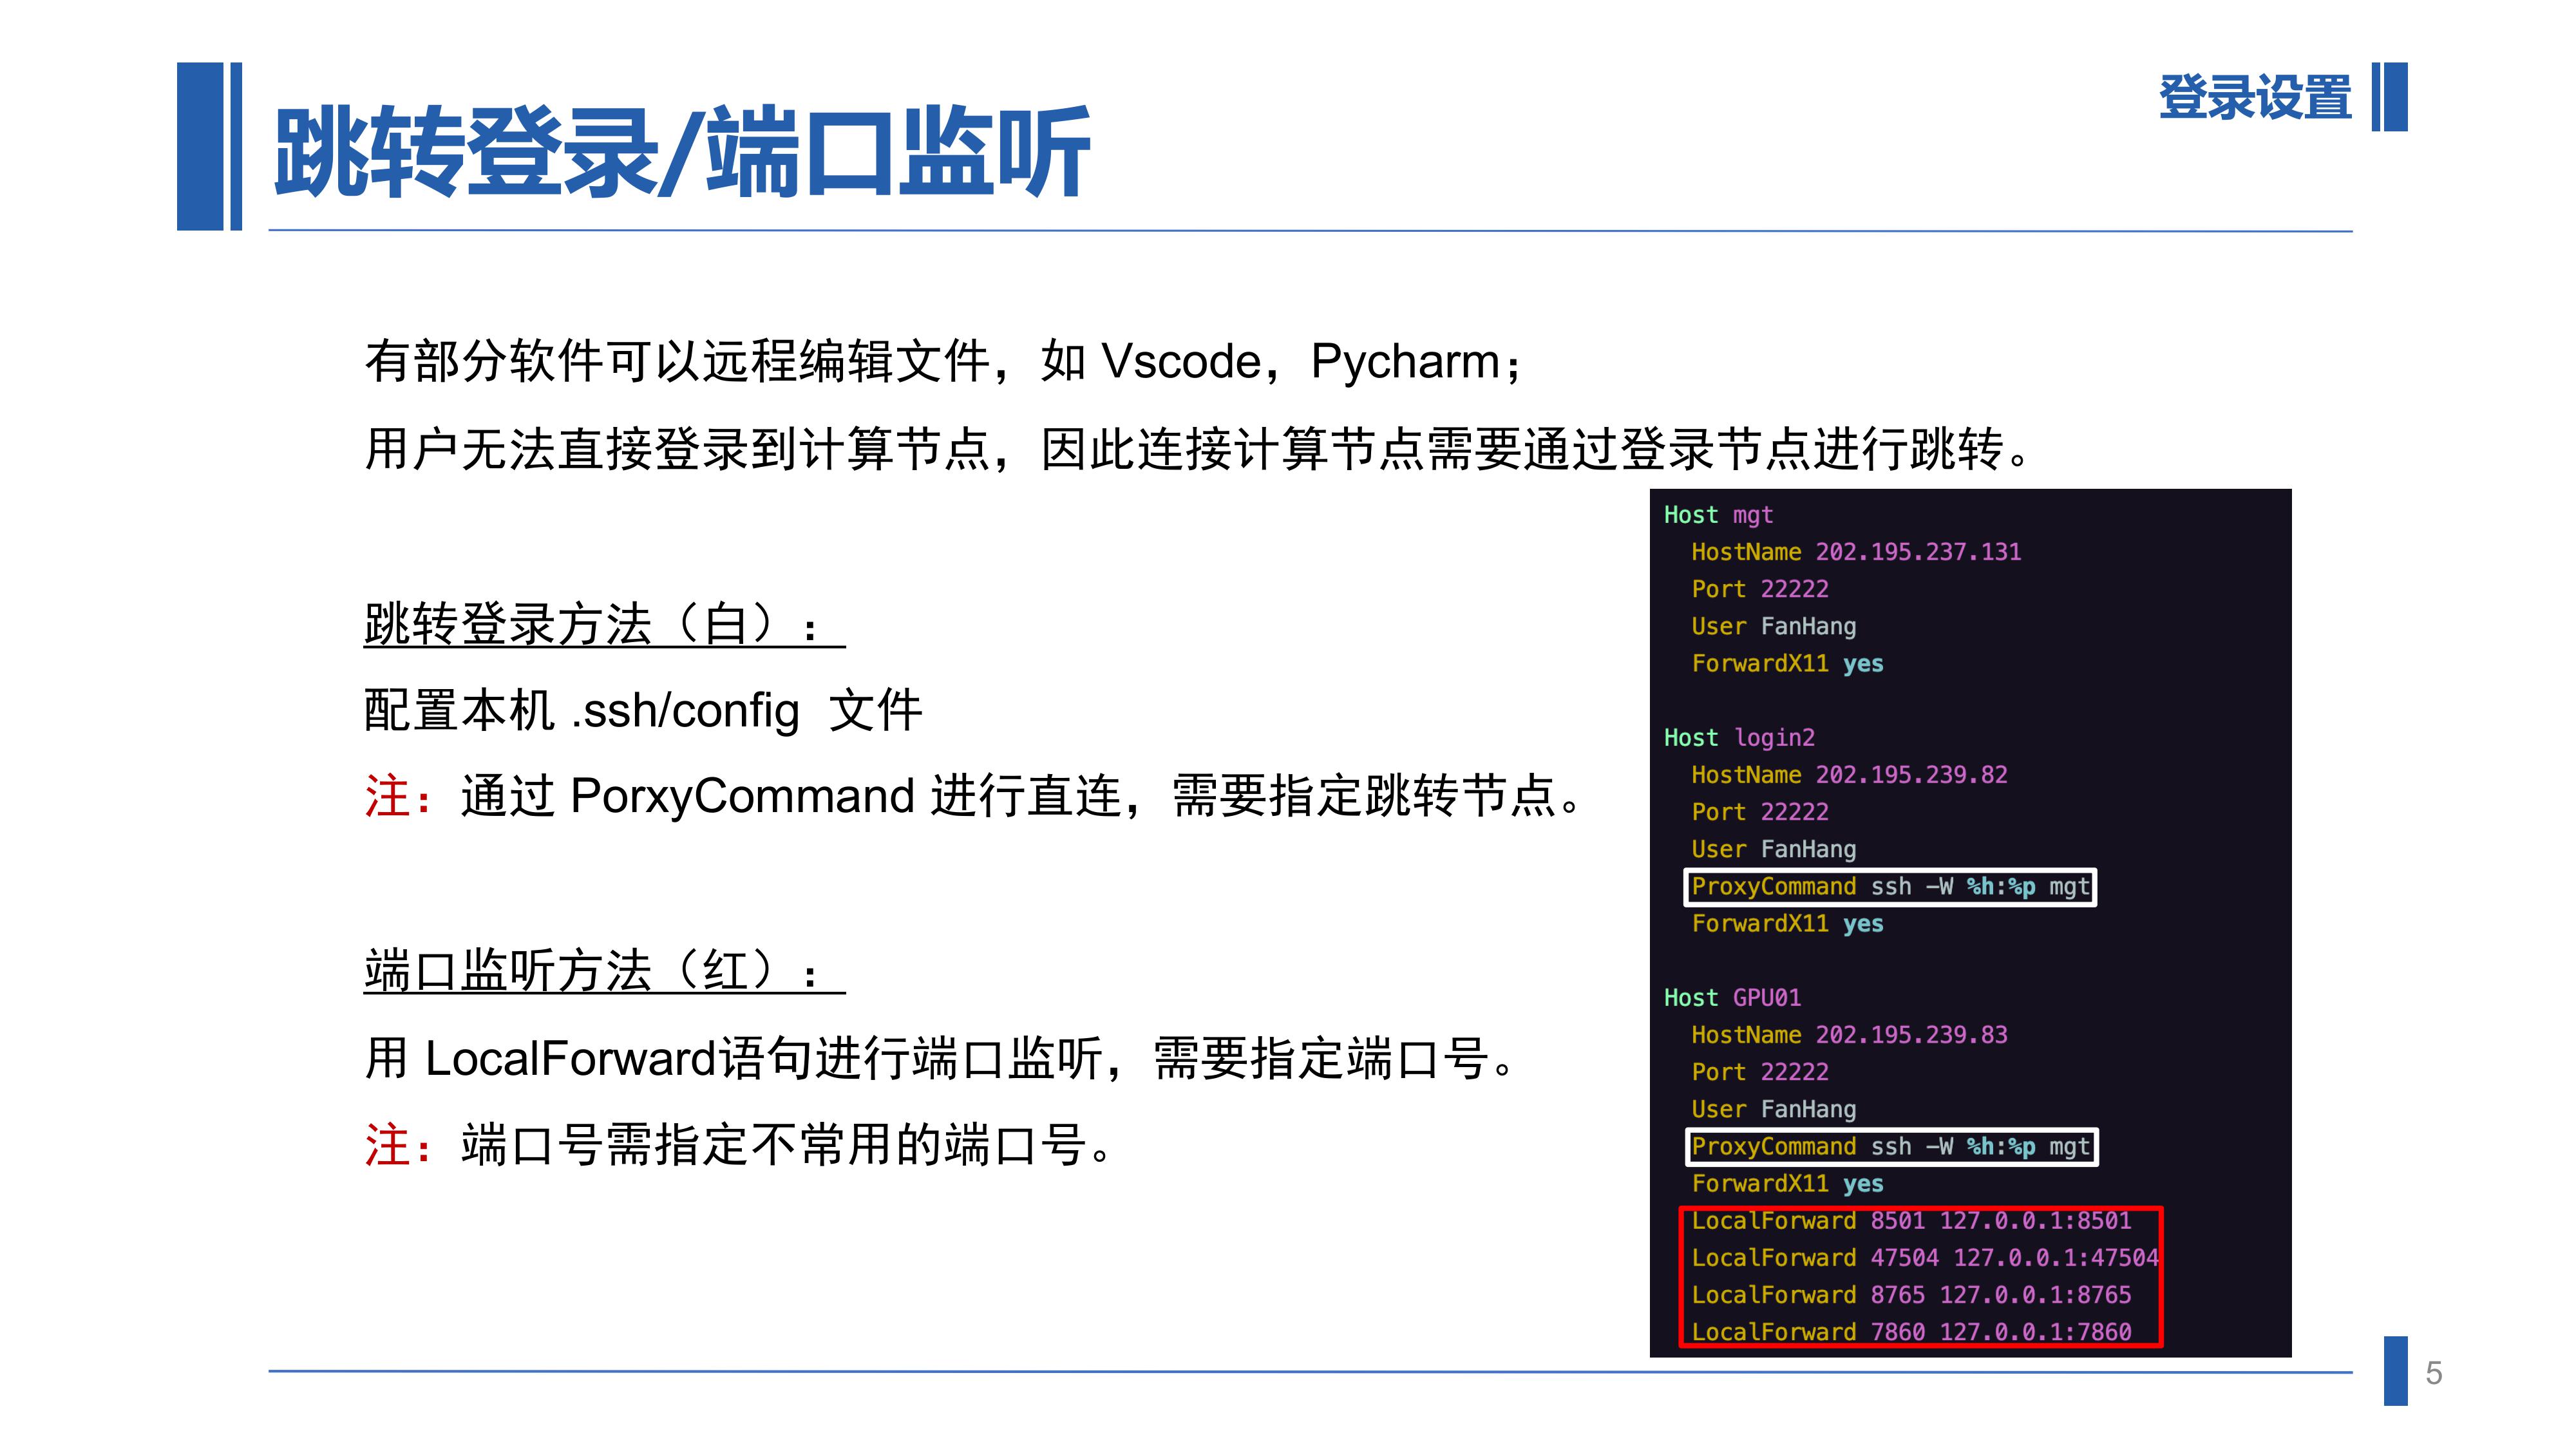 登录设置
跳转登录/端口监听
有部分软件可以远程编辑文件，如 Vscode，Pycharm；
用户无法直接登录到计算节点，因此连接计算节点需要通过登录节点进行跳转。
跳转登录方法（白）：
配置本机 .ssh/config 文件
注：通过 PorxyCommand 进行直连，需要指定跳转节点。
端口监听方法（红）：
用 LocalForward语句进行端口监听，需要指定端口号。
注：端口号需指定不常用的端口号。
Host mgt
HostName 202.195.237.131
Port 22222
User FanHang
ForwardX11 yes
Host login2
HostName 202.195.239.82
Port 22222
User FanHang
ProxyCommand ssh -W %h:%p mgt
ForwardX11 yes
Host GPU01
HostName 202.195.239.83
Port 22222
User FanHang
ProxyCommand ssh -W %h:%p mgt
ForwardX11 yes
LocalForward 8501 127.0.0.1:8501
LocalForward 47504 127.0.0.1:47504
LocalForward 8765 127.0.0.1:8765
LocalForward 7860 127.0.0.1:7860
5